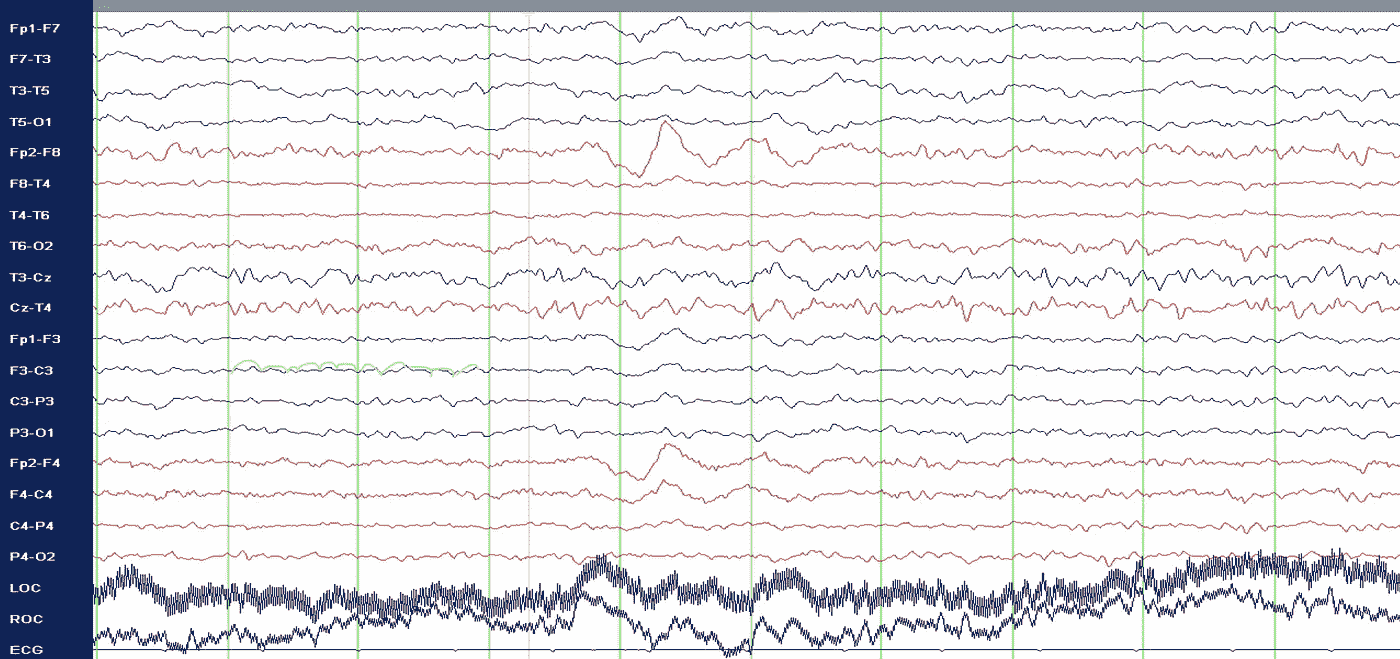 Fp1-F7
F7-T3
T3-T5
T5-O1
Fp2-F8
F8-T4
T4-T6
T6-O2
T3-Cz
Cz-T4
Fp1-F3
F3-C3
C3-P3
P3-O1
Fp2-F4
F4-C4
C4-P4
P4-O2
LOC
ROC
ECG